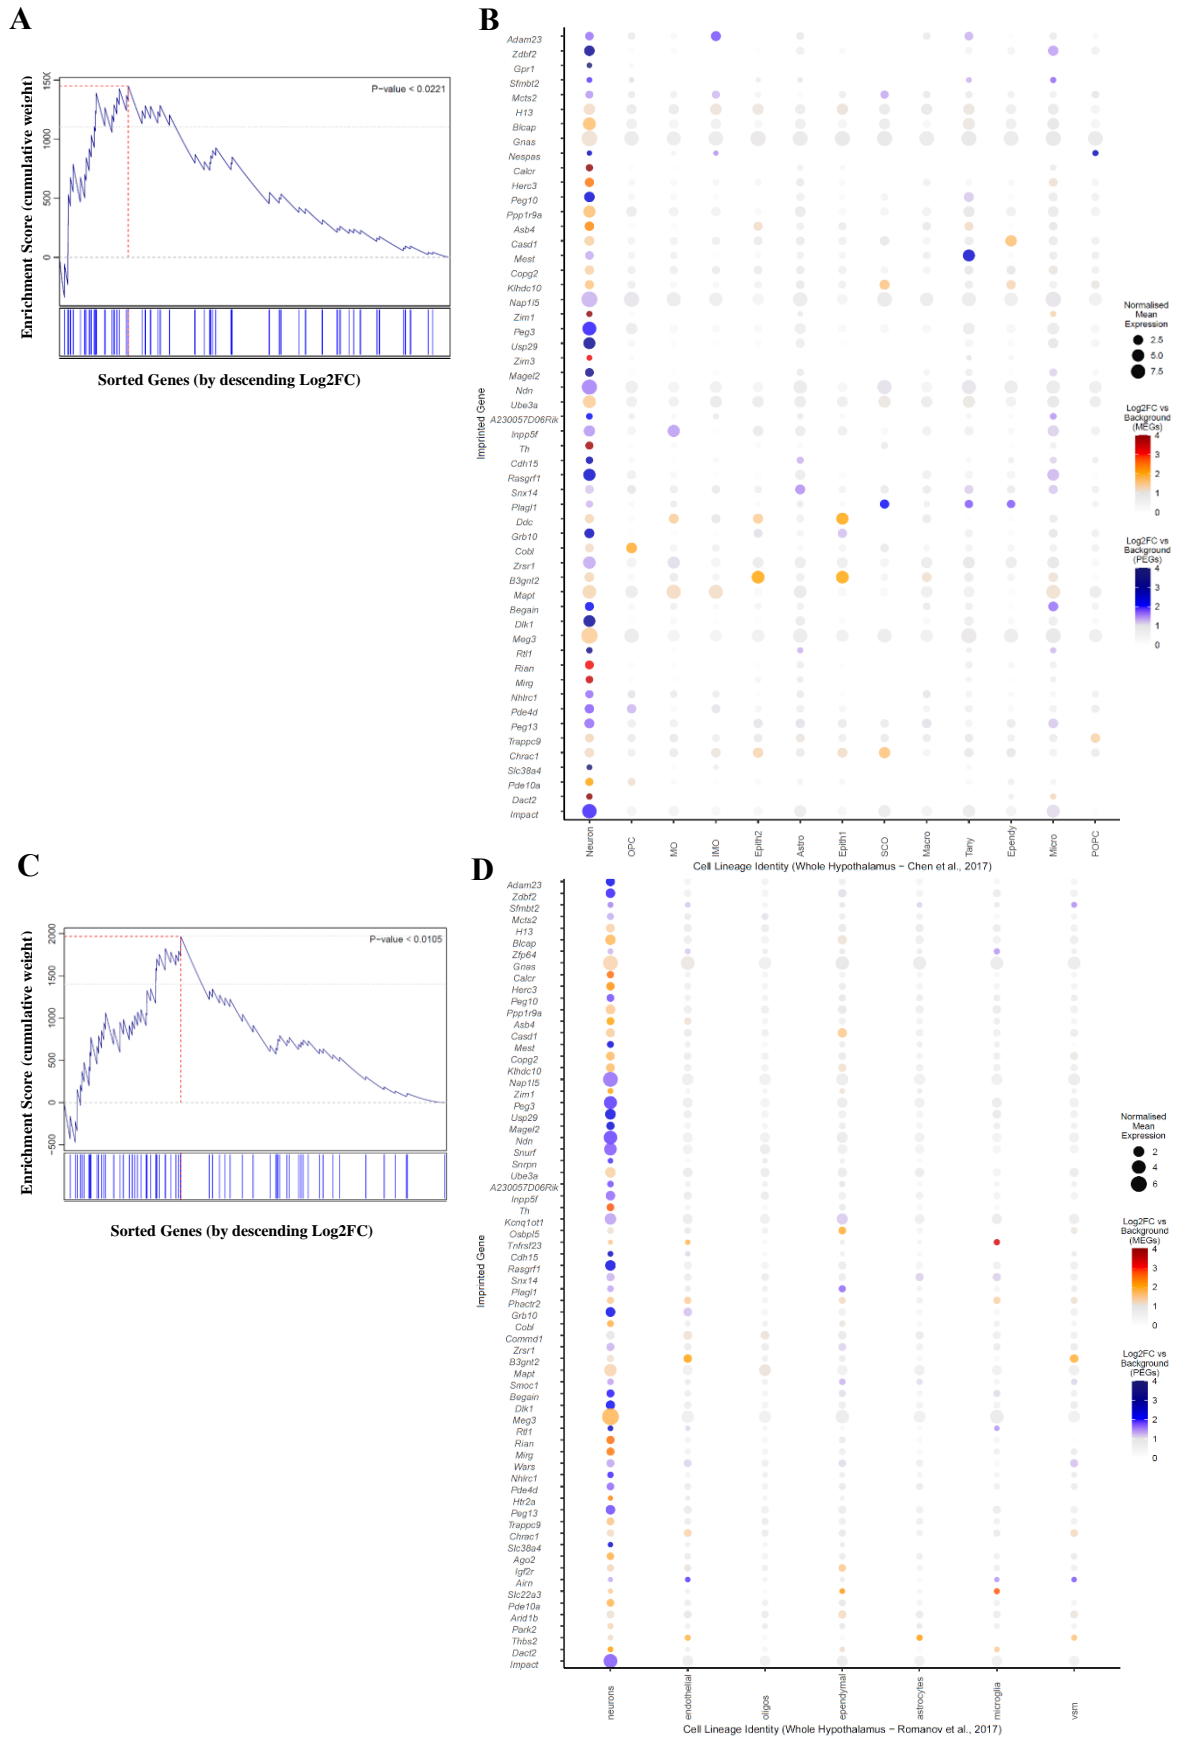 A
Enrichment Score (cumulative weight)
1500
1000
500
0
P-value < 0.0221
Sorted Genes (by descending Log2FC)
B
Imprinted Gene
Adam23
Zdbf2
Gpr1
Sfmbt2
Mcts2
H13
Blcap
Gnas
Nespas
Calcr
Herc3
Peg10
Ppp1r9a
Asb4
Casd1
Mest
Copg2
Klhdc10
Nap1l5
Zim1
Peg3
Usp29
Zim3
Magel2
Ndn
Ube3a
A230057D06Rik
Inpp5f
Th
Cdh15
Rasgrf1
Snx14
Plagl1
Ddc
Grb10
Cobl
Zrsr1
B3gnt2
Mapt
Begain
Dlk1
Meg3
Rtl1
Rian
Mirg
Nhlrc1
Pde4d
Peg13
Trappc9
Chrac1
Slc38a4
Pde10a
Dact2
Impact
Neuron
OPC
MO
IMO
Epith2
Astro
Epith1
SCO
Macro
Tany
Ependy
Micro
POPC
Cell Lineage Identity (Whole Hypothalamus − Chen et al., 2017)
Normalised
Mean
Expression
2.5
5.0
7.5
Log2FC vs
Background
(MEGs)
4
3
2
1
0
Log2FC vs
Background
(PEGs)
4
3
2
1
0
C
Enrichment Score (cumulative weight)
2000
1500
1000
500
0
−500
P-value < 0.0105
Sorted Genes (by descending Log2FC)
D
Imprinted Gene
Adam23
Zdbf2
Sfmbt2
Mcts2
H13
Blcap
Zfp64
Gnas
Calcr
Herc3
Peg10
Ppp1r9a
Asb4
Casd1
Mest
Copg2
Klhdc10
Nap1l5
Zim1
Peg3
Usp29
Magel2
Ndn
Snurf
Snrpn
Ube3a
A230057D06Rik
Inpp5f
Th
Kcnq1ot1
Osbpl5
Tnfrsf23
Cdh15
Rasgrf1
Snx14
Plagl1
Phactr2
Grb10
Cobl
Commd1
Zrsr1
B3gnt2
Mapt
Smoc1
Begain
Dlk1
Meg3
Rtl1
Rian
Mirg
Wars
Nhlrc1
Pde4d
Htr2a
Peg13
Trappc9
Chrac1
Slc38a4
Ago2
Igf2r
Airn
Slc22a3
Pde10a
Arid1b
Park2
Thbs2
Dact2
Impact
neurons
endothelial
oligos
ependymal
astrocytes
microglia
vsm
Cell Lineage Identity (Whole Hypothalamus − Romanov et al., 2017)
Normalised
Mean
Expression
2
4
6
Log2FC vs
Background
(MEGs)
4
3
2
1
0
Log2FC vs
Background
(PEGs)
4
3
2
1
0